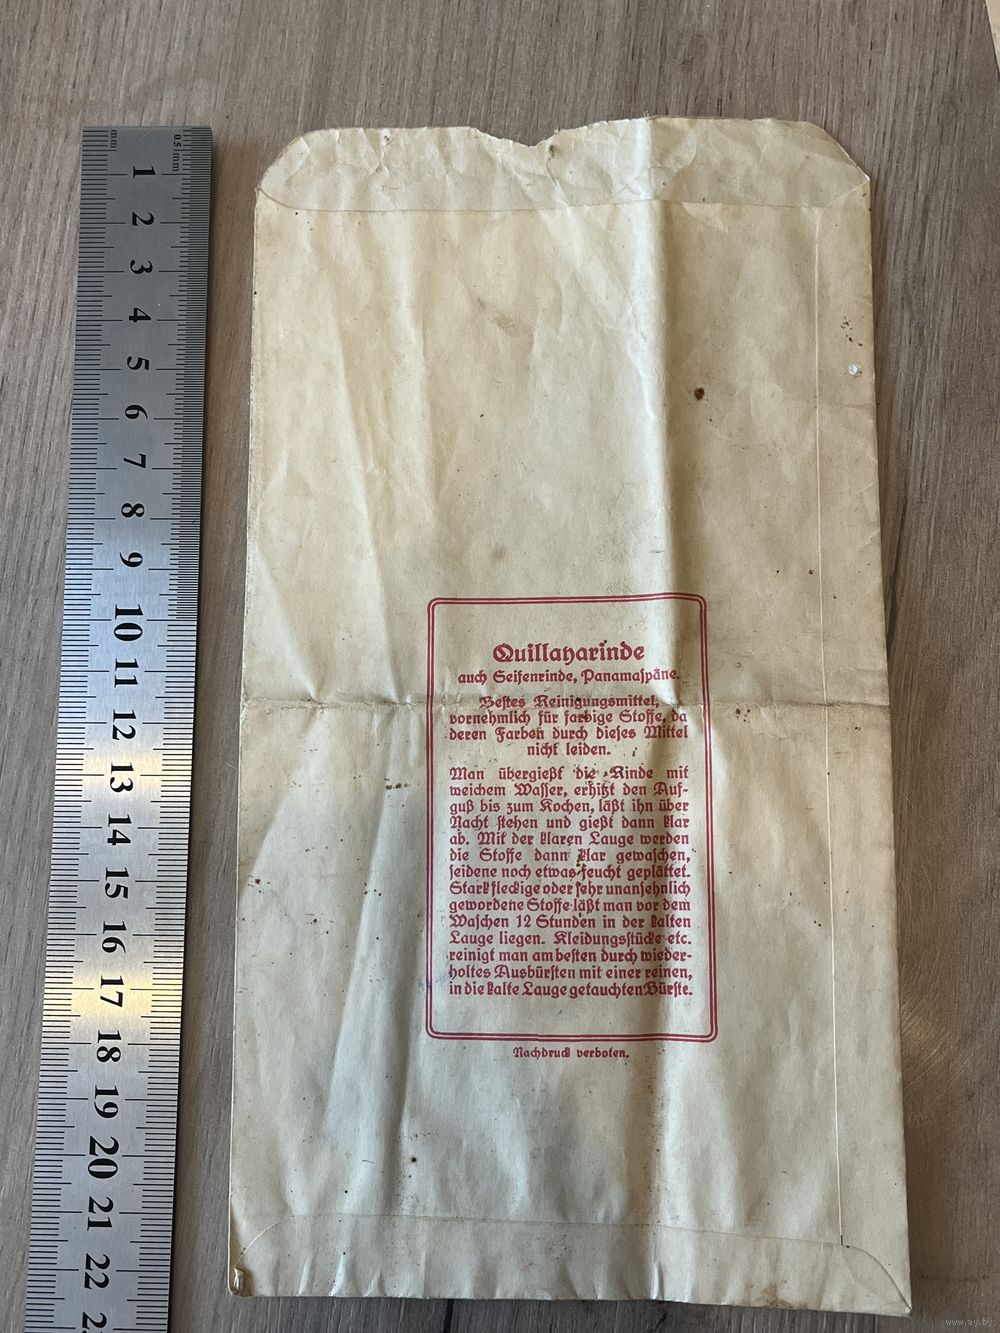 mm
0.5 mm
1
2
3
4
5
6
7
8
9
10
11
12
13
14
15
16
17
18
19
20
21
22
Quillayarinde
auch Seifenrinde, Panamaspäne.
Bestes Reinigungsmittel,
vornehmlich für farbige Stoffe, da
deren Farben durch dieses Mittel
nicht leiden.
Man übergießt die Rinde mit
weichem Wasser, erhitzt den Auf-
guß bis zum Kochen, läßt ihn über
Nacht stehen und gießt dann klar
ab. Mit der klaren Lauge werden
die Stoffe dann klar gewaschen,
seidene noch etwas feucht geplättet.
Stark fleckige oder sehr unansehnlich
gewordene Stoffe läßt man vor dem
Waschen 12 Stunden in der kalten
Lauge liegen. Kleidungsstücke etc.
reinigt man am besten durch wieder-
holtes Ausbürsten mit einer reinen,
in die kalte Lauge getauchten Bürste.
Nachdruck verboten.
www.ay.by